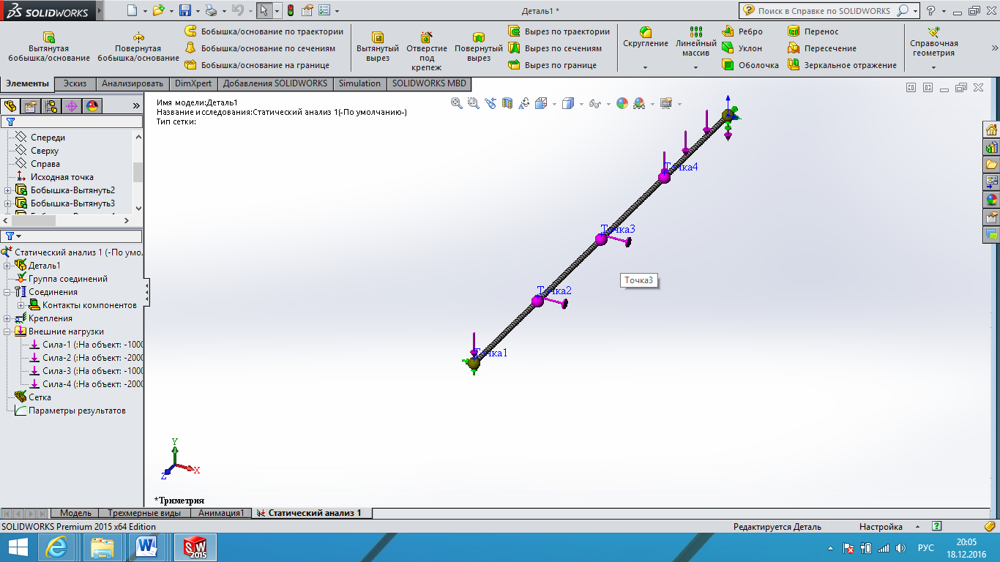 SOLIDWORKS
Деталь1 *
Поиск в Справке по SOLIDWORKS
Вытянутая бобышка/основание
Повернутая бобышка/основание
Бобышка/основание по траектории
Бобышка/основание по сечениям
Бобышка/основание на границе
Вытянутый вырез
Отверстие под крепеж
Повернутый вырез
Вырез по траектории
Вырез по сечениям
Вырез по границе
Скругление
Линейный массив
Ребро
Уклон
Оболочка
Перенос
Пересечение
Зеркальное отражение
Справочная геометрия
Элементы
Эскиз
Анализировать
DimXpert
Добавления SOLIDWORKS
Simulation
SOLIDWORKS MBD
Спереди
Сверху
Справа
Исходная точка
Бобышка-Вытянуть2
Бобышка-Вытянуть3
Статический анализ 1 (-По умо.
Деталь1
Группа соединений
Соединения
Контакты компонентов
Крепления
Внешние нагрузки
Сила-1 (:На объект: -1000
Сила-2 (:На объект: -2000
Сила-3 (:На объект: -1000
Сила-4 (:На объект: -2000
Сетка
Параметры результатов
Имя модели:Деталь1
Название исследования:Статический анализ 1(-По умолчанию-)
Тип сетки:
Точка4
Точка3
Точка3
Точка2
Точка1
Y
X
Z
*Триметрия
Модель
Трехмерные виды
Анимация1
Статический анализ 1
SOLIDWORKS Premium 2015 x64 Edition
Редактируется Деталь
Настройка
РУС
20:05
18.12.2016